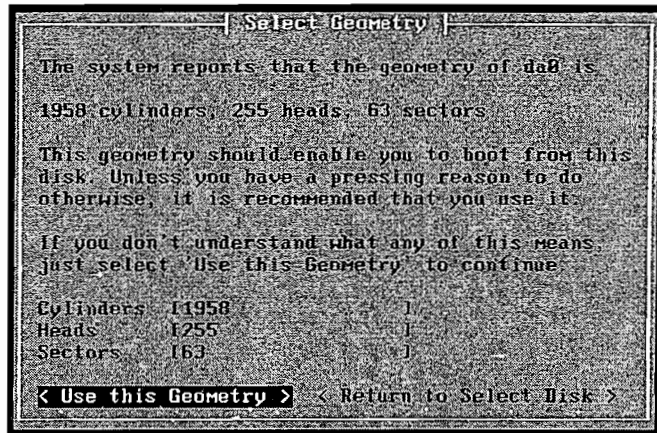 Select Geometry
The system reports that the geometry of da0 is
1958 cylinders, 255 heads, 63 sectors
This geometry should enable you to boot from this
disk. Unless you have a pressing reason to do
otherwise, it is recommended that you use it.
If you don't understand what any of this means,
just select 'Use this Geometry' to continue.
Cylinders [1958 ]
Heads [255 ]
Sectors [63 ]
< Use this Geometry > < Return to Select Disk >